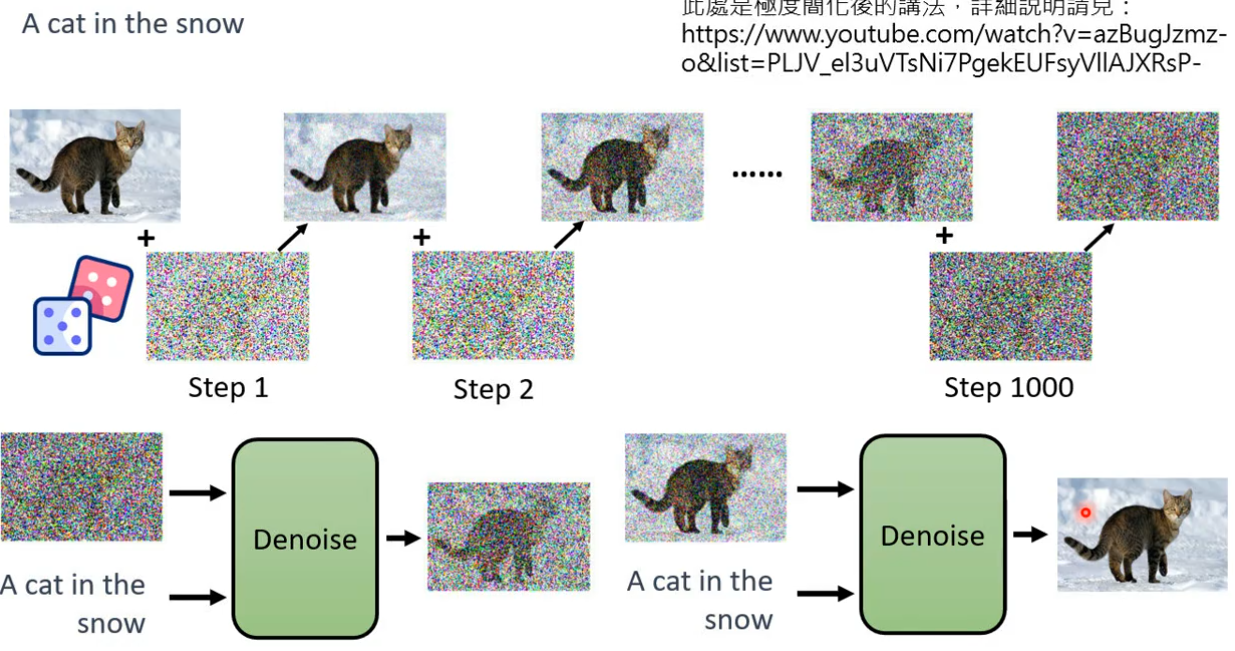 A cat in the snow
此處是極度簡化後的講法，詳細說明請見：
https://www.youtube.com/watch?v=azBugJzmz-
o&list=PLJV_el3uVTsNi7PgekEUFsyVllAJXRsP-
......
+
+
+
Step 1
Step 2
Step 1000
A cat in the
snow
Denoise
A cat in the
snow
Denoise